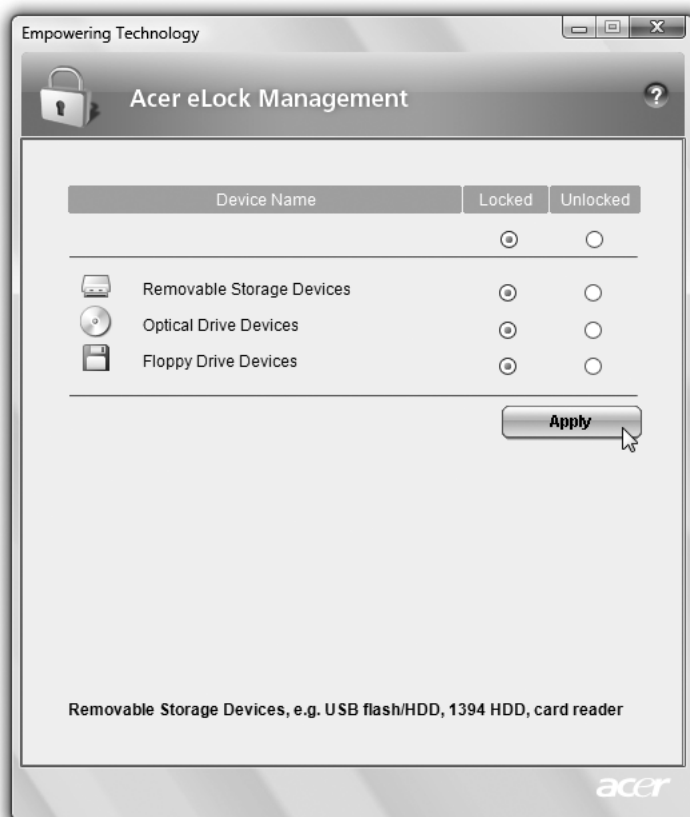 Empowering Technology
Acer eLock Management
?
Device Name Locked Unlocked
Removable Storage Devices
Optical Drive Devices
Floppy Drive Devices
Apply
Removable Storage Devices, e.g. USB flash/HDD, 1394 HDD, card reader
acer